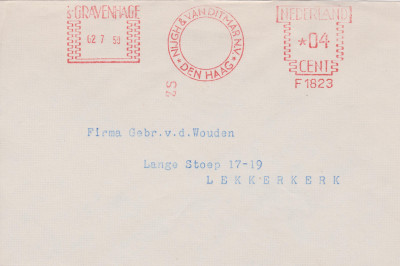 's-GRAVENHAGE
02 7 53
NIJGH & VAN DITMAR N.V.
* DEN HAAG *
25
NEDERLAND
*04
CENT
F 1823
Firma Gebr.v.d.Wouden
Lange Stoep 17-19
LEKKERKERK